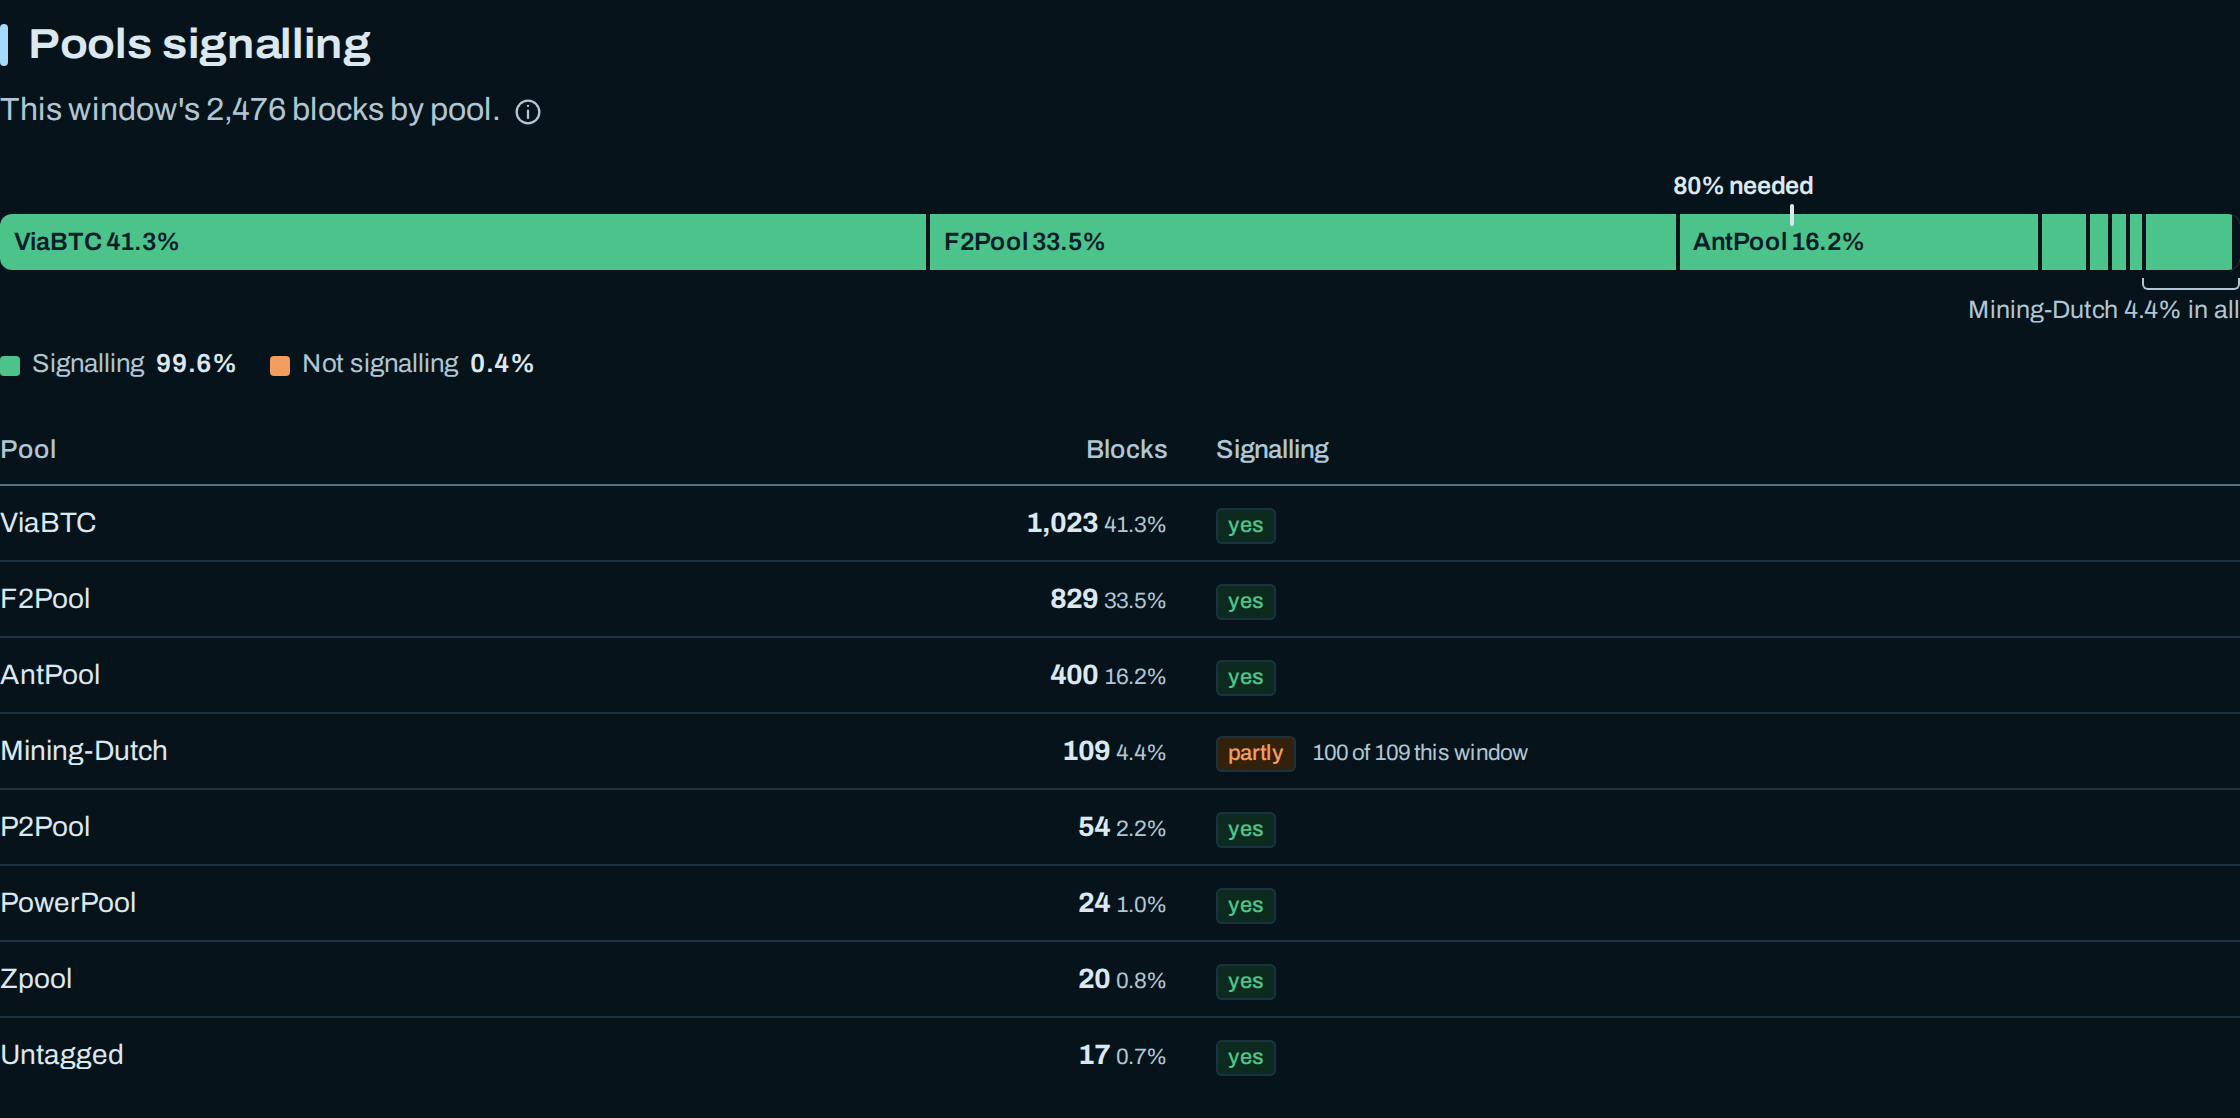 Pools signalling
This window's 2,476 blocks by pool.
80% needed
ViaBTC 41.3% F2Pool 33.5% AntPool 16.2%
Mining-Dutch 4.4% in all
Signalling 99.6% Not signalling 0.4%
Pool Blocks Signalling
ViaBTC 1,023 41.3% yes
F2Pool 829 33.5% yes
AntPool 400 16.2% yes
Mining-Dutch 109 4.4% partly 100 of 109 this window
P2Pool 54 2.2% yes
PowerPool 24 1.0% yes
Zpool 20 0.8% yes
Untagged 17 0.7% yes